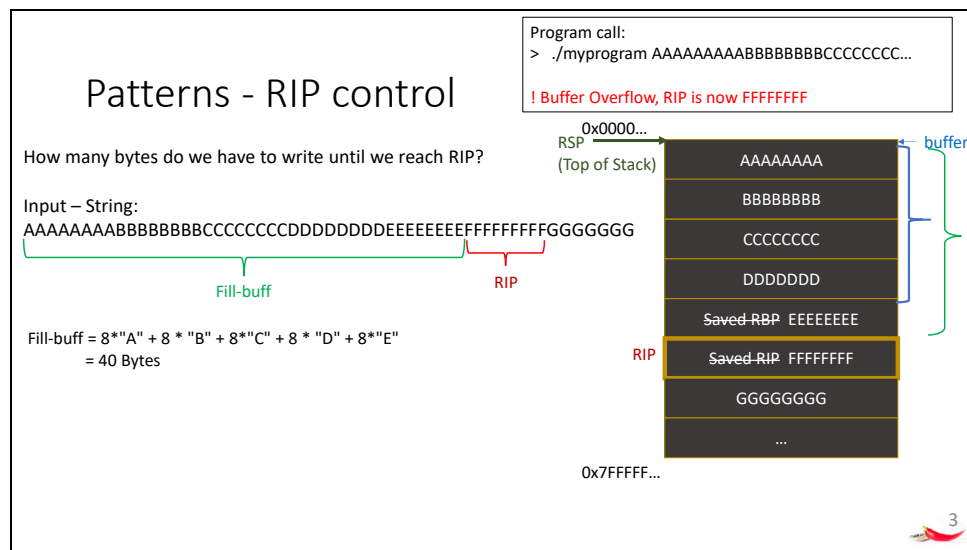 Program call:
> ./myprogram AAAAAAAAABBBBBBBBCCCCCCCC...
! Buffer Overflow, RIP is now FFFFFFFF
Patterns - RIP control
How many bytes do we have to write until we reach RIP?
Input – String:
AAAAAAAABBBBBBBBCCCCCCCCDDDDDDDDEEEEEEEEFFFFFFFFGGGGGGG
Fill-buff
RIP
Fill-buff = 8*"A" + 8 * "B" + 8*"C" + 8 * "D" + 8*"E"
= 40 Bytes
0x0000...
RSP
(Top of Stack)
buffer
AAAAAAAA
BBBBBBBB
CCCCCCCC
DDDDDDD
Saved RBP EEEEEEEE
RIP
Saved RIP FFFFFFFF
GGGGGGGG
...
0x7FFFFF...
3